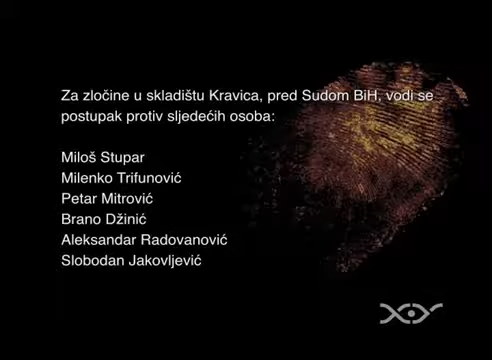 Za zločine u skladištu Kravica, pred Sudom BiH, vodi se
postupak protiv sljedećih osoba:
Miloš Stupar
Milenko Trifunović
Petar Mitrović
Brano Džinić
Aleksandar Radovanović
Slobodan Jakovljević